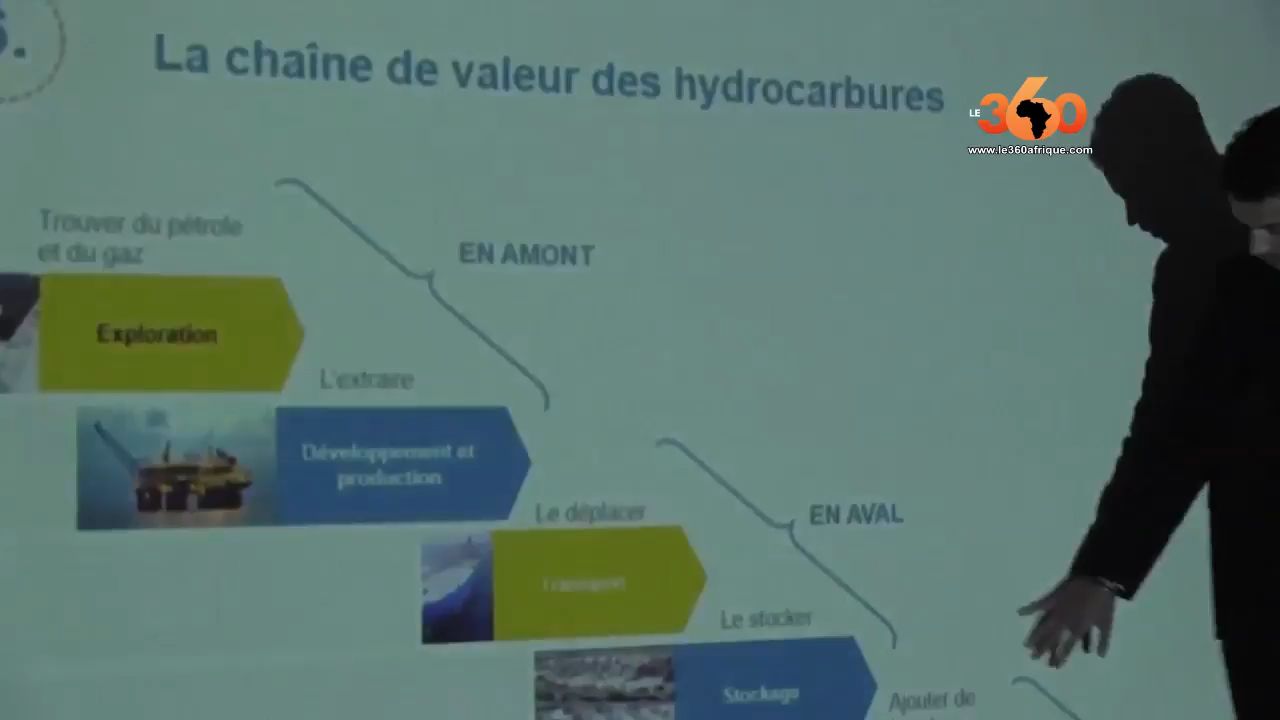 6.
La chaîne de valeur des hydrocarbures
LE 360
www.le360afrique.com
Trouver du pétrole
et du gaz
EN AMONT
Exploration
L'extraire
Développement et
production
Le déplacer
EN AVAL
Transport
Le stocker
Stockage
Ajouter de